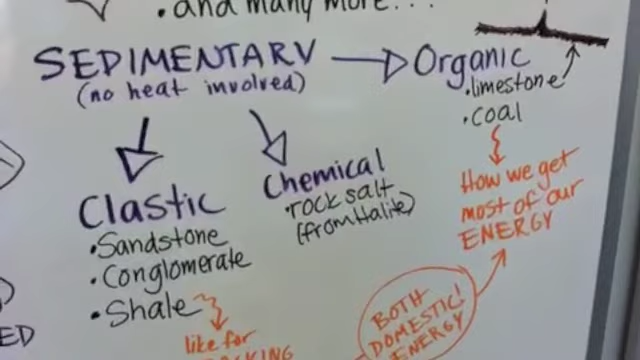 • and many more...
SEDIMENTARY
(no heat involved)
Organic
• limestone
• coal
How we get
most of our
ENERGY
Clastic
• Sandstone
• Conglomerate
• Shale
Chemical
• rock salt
(from Halite)
like for
BOTH
DOMESTIC!
ENERGY
ED